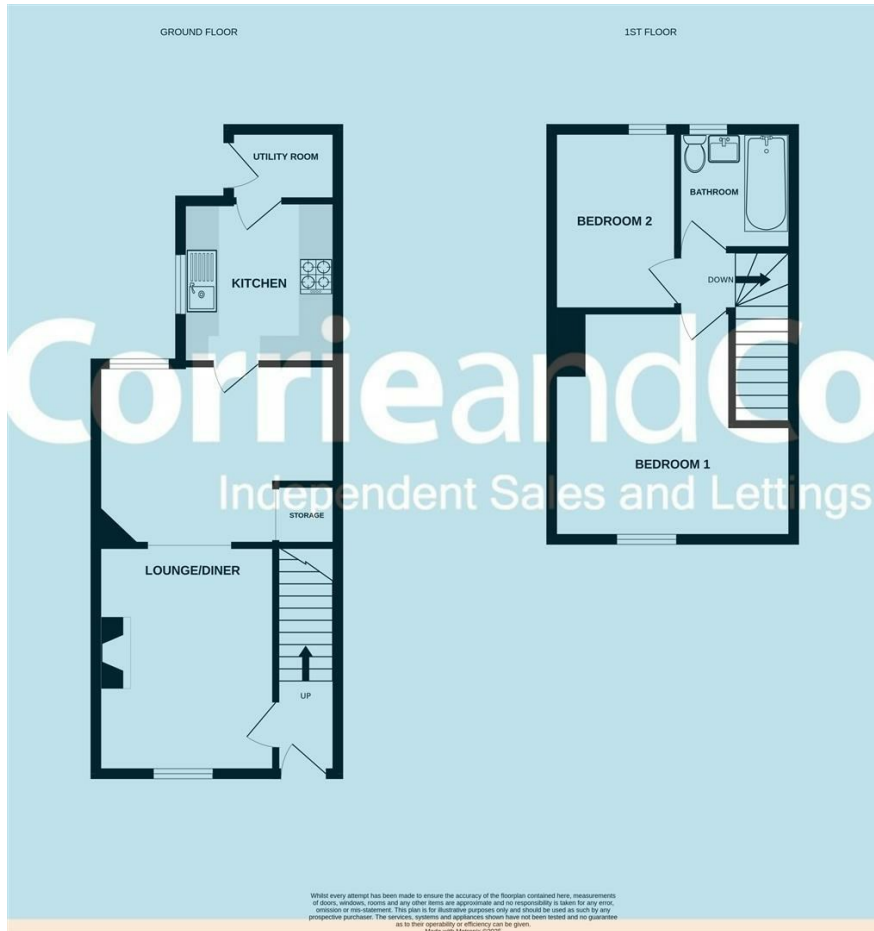 GROUND FLOOR
1ST FLOOR
UTILITY ROOM
KITCHEN
STORAGE
LOUNGE/DINER
UP
BEDROOM 2
BATHROOM
DOWN
BEDROOM 1
CorrieandCo
Independent Sales and Lettings
Whilst every attempt has been made to ensure the accuracy of the floorplan contained here, measurements
of doors, windows, rooms and any other items are approximate and no responsibility is taken for any error,
omission or mis-statement. This plan is for illustrative purposes only and should be used as such by any
prospective purchaser. The services, systems and appliances shown have not been tested and no guarantee
as to their operability or efficiency can be given.
Made with Metropix ©2025